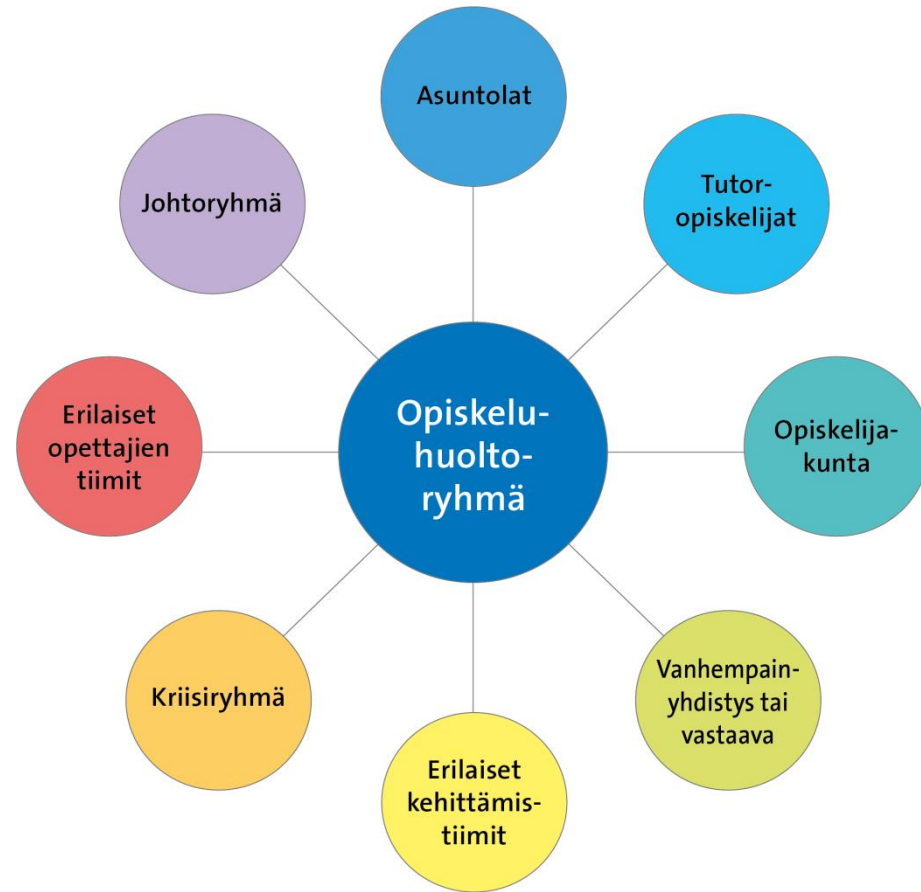 Asuntolat
Tutor-
opiskelijat
Opiskelija-
kunta
Vanhempain-
yhdistys tai
vastaava
Erilaiset
kehittämis-
tiimit
Kriisiryhmä
Erilaiset
opettajien
tiimit
Johtoryhmä
Opiskelu-
huolto-
ryhmä